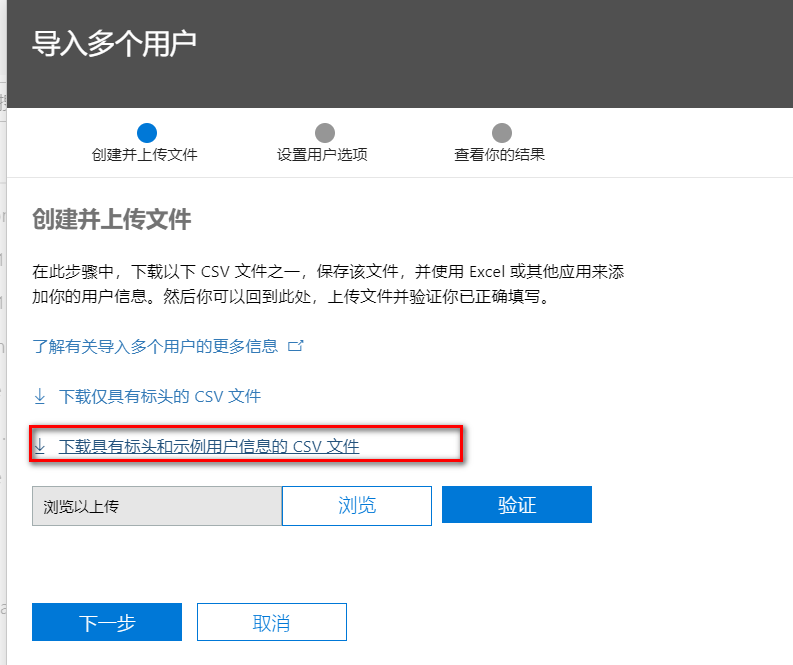 导入多个用户
创建并上传文件
设置用户选项
查看你的结果
创建并上传文件
在此步骤中，下载以下 CSV 文件之一，保存该文件，并使用 Excel 或其他应用来添
加你的用户信息。然后你可以回到此处，上传文件并验证你已正确填写。
了解有关导入多个用户的更多信息
下载仅具有标头的 CSV 文件
下载具有标头和示例用户信息的 CSV 文件
浏览以上传
浏览
验证
下一步
取消